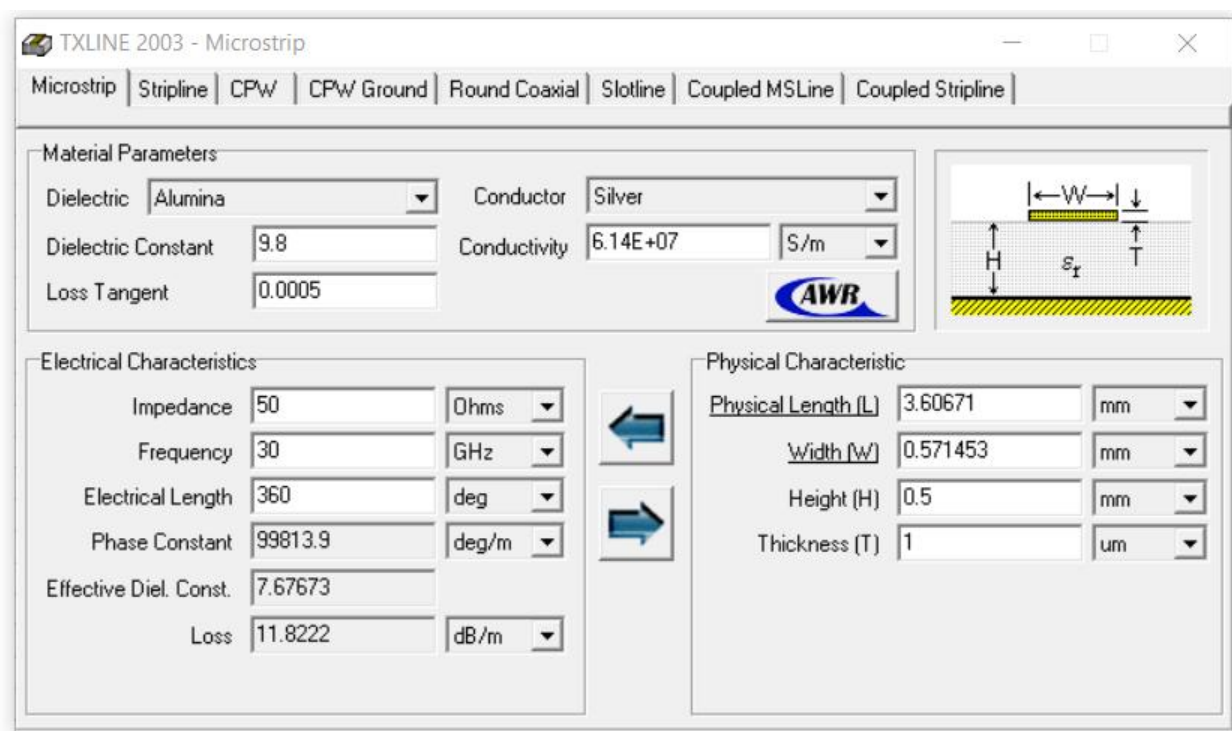 TXLINE 2003 - Microstrip
Microstrip Stripline CPW CPW Ground Round Coaxial Slotline Coupled MSLine Coupled Stripline
Material Parameters
Dielectric Alumina Conductor Silver
Dielectric Constant 9.8 Conductivity 6.14E+07 S/m
Loss Tangent 0.0005
AWR
W
H
εr
T
Electrical Characteristics
Impedance 50 Ohms
Frequency 30 GHz
Electrical Length 360 deg
Phase Constant 99813.9 deg/m
Effective Diel. Const. 7.67673
Loss 11.8222 dB/m
Physical Characteristic
Physical Length (L) 3.60671 mm
Width (W) 0.571453 mm
Height (H) 0.5 mm
Thickness (T) 1 um